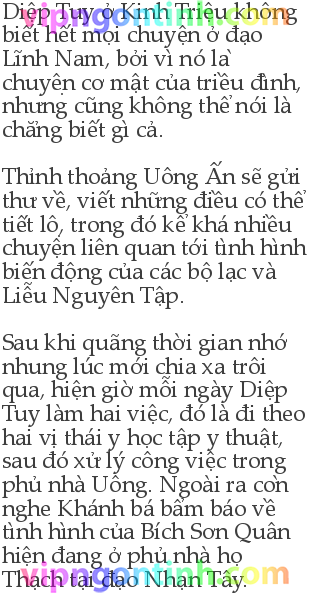 Diệp Tuy ở Kinh Triệu không
biết hết mọi chuyện ở đạo
Lĩnh Nam, bởi vì nó là
chuyện cơ mật của triều đình,
nhưng cũng không thể nói là
chẳng biết gì cả.
Thỉnh thoảng Uông Ấn sẽ gửi
thư về, viết những điều có thể
tiết lộ, trong đó kể khá nhiều
chuyện liên quan tới tình hình
biến động của các bộ lạc và
Liễu Nguyên Tập.
Sau khi quãng thời gian nhớ
nhung lúc mới chia xa trôi
qua, hiện giờ mỗi ngày Diệp
Tuy làm hai việc, đó là đi theo
hai vị thái y học tập y thuật,
sau đó xử lý công việc trong
phủ nhà Uông. Ngoài ra còn
nghe Khánh bá bẩm báo về
tình hình của Bích Sơn Quân
hiện đang ở phủ nhà họ
Thạch tại đạo Nhạn Tây.
vipngontinh.com
vipngontinh.com